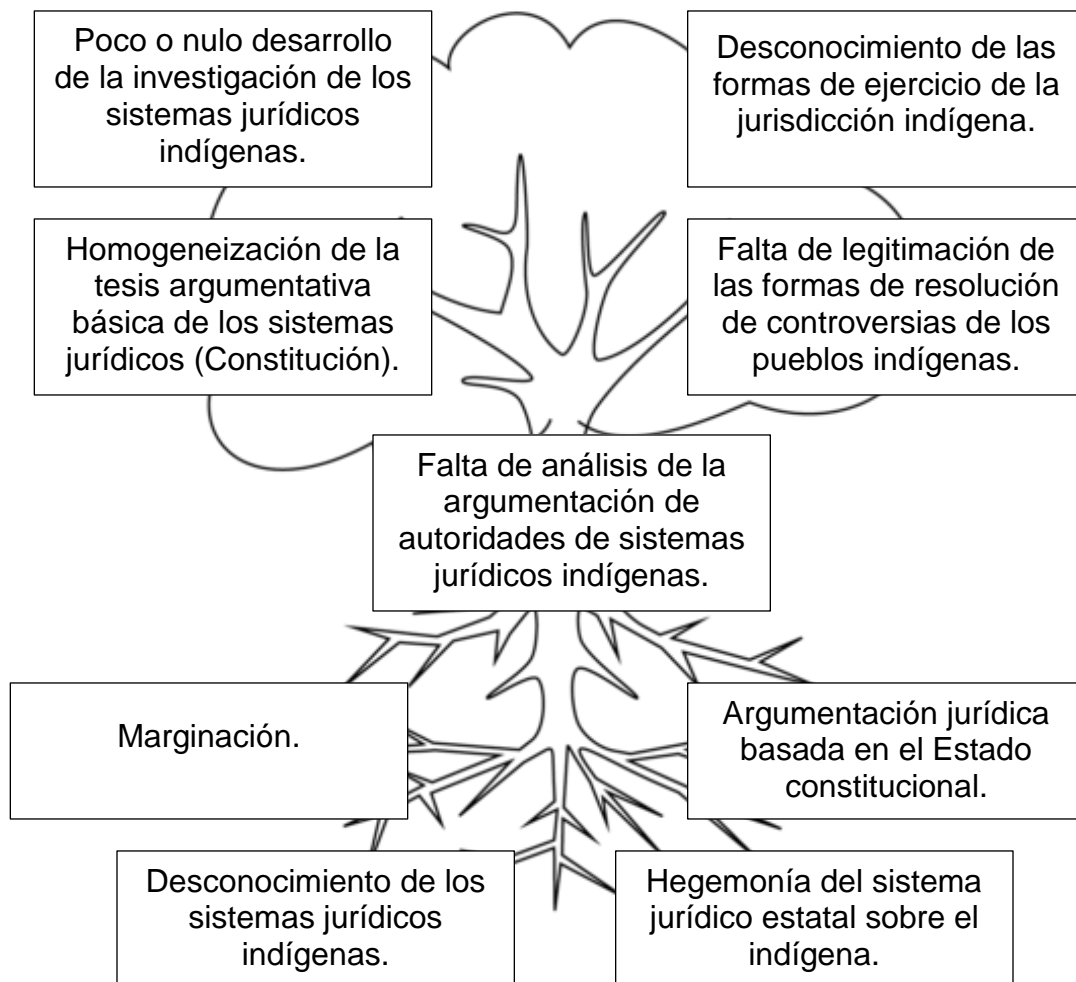 Poco o nulo desarrollo
de la investigación de los
sistemas jurídicos
indígenas.
Desconocimiento de las
formas de ejercicio de la
jurisdicción indígena.
Homogeneización de la
tesis argumentativa
básica de los sistemas
jurídicos (Constitución).
Falta de legitimación de
las formas de resolución
de controversias de los
pueblos indígenas.
Falta de análisis de la
argumentación de
autoridades de sistemas
jurídicos indígenas.
Marginación.
Argumentación jurídica
basada en el Estado
constitucional.
Desconocimiento de los
sistemas jurídicos
indígenas.
Hegemonía del sistema
jurídico estatal sobre el
indígena.